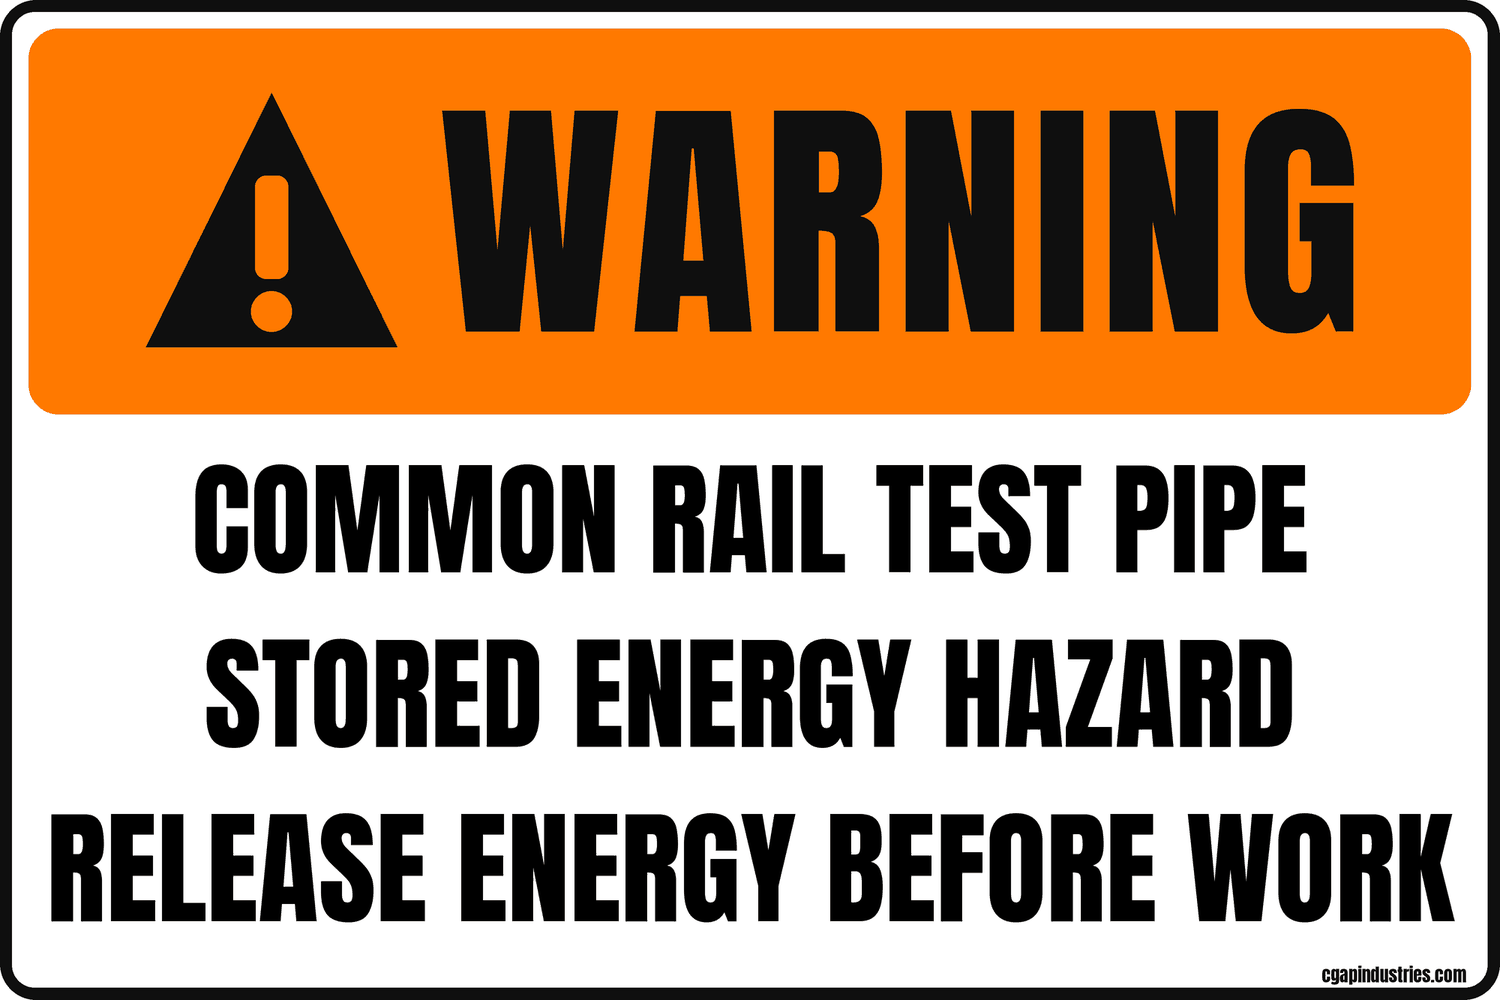 WARNING
COMMON RAIL TEST PIPE
STORED ENERGY HAZARD
RELEASE ENERGY BEFORE WORK
cgapindustries.com